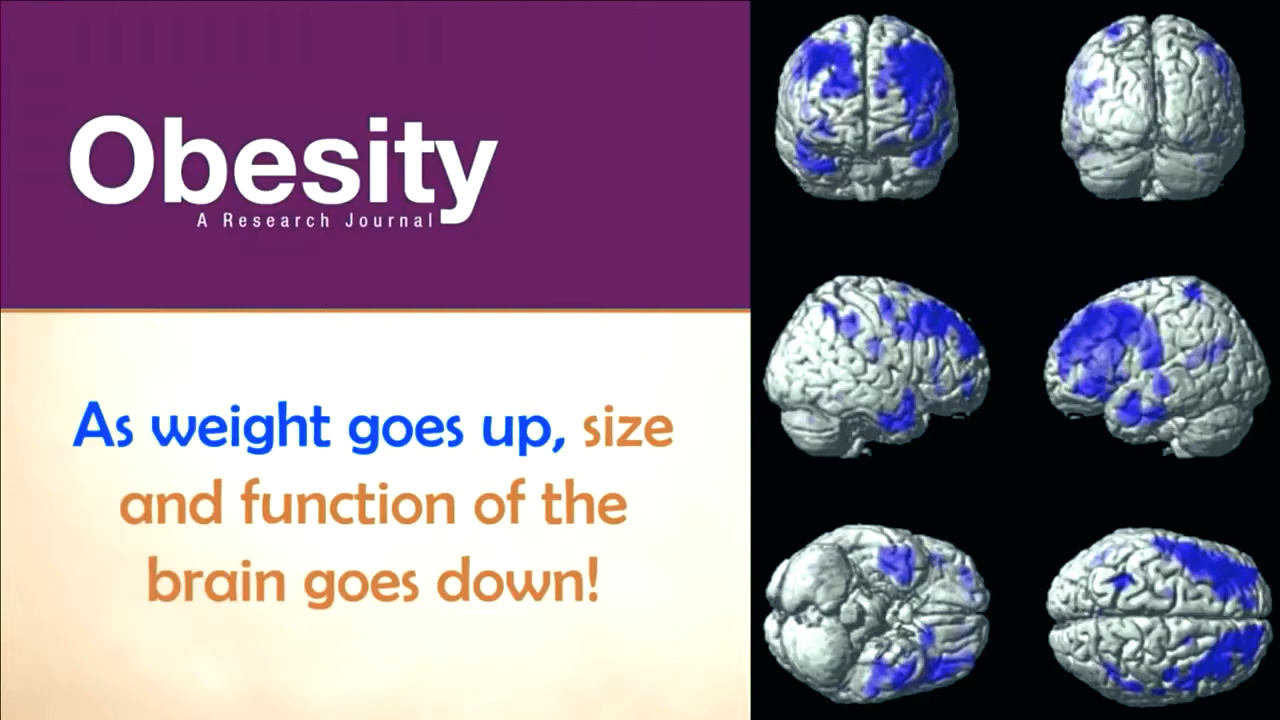 Obesity
A Research Journal
As weight goes up, size
and function of the
brain goes down!